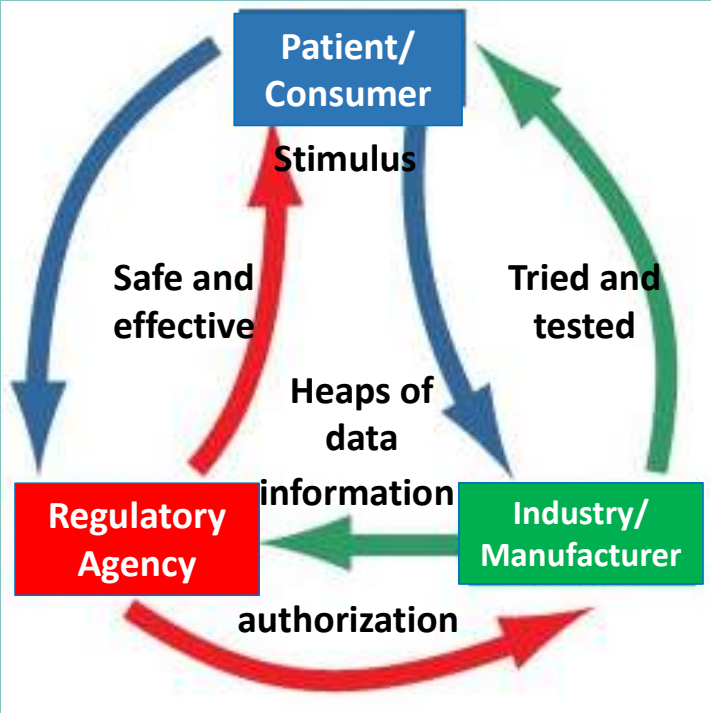 Patient/
Consumer
Stimulus
Safe and
effective
Tried and
tested
Heaps of
data
information
Regulatory
Agency
Industry/
Manufacturer
authorization